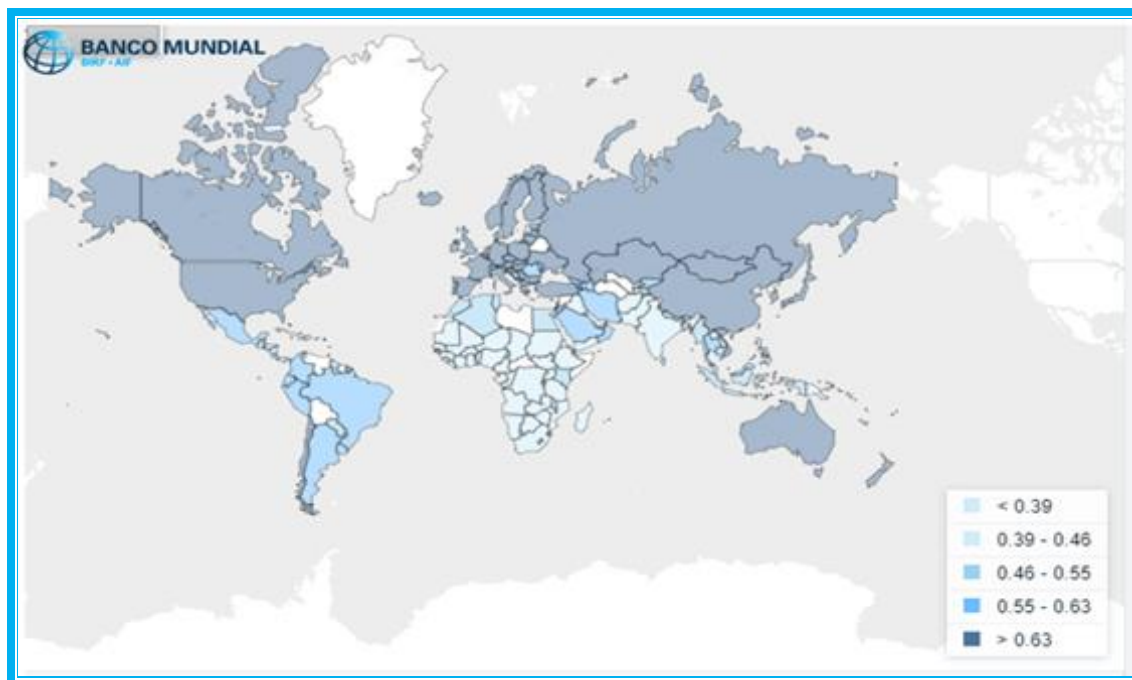 BANCO MUNDIAL
BIRF • AIF
< 0.39
0.39 - 0.46
0.46 - 0.55
0.55 - 0.63
> 0.63